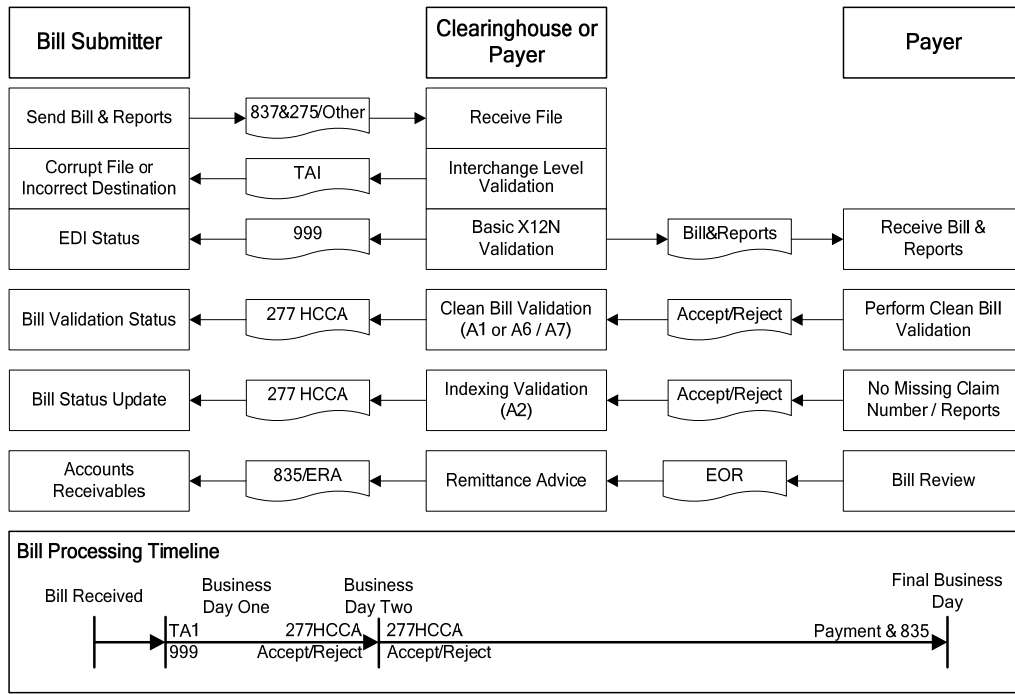 Bill Submitter
Clearinghouse or
Payer
Payer
Send Bill & Reports
837&275/Other
Receive File
Corrupt File or
Incorrect Destination
TAI
Interchange Level
Validation
EDI Status
999
Basic X12N
Validation
Bill&Reports
Receive Bill &
Reports
Bill Validation Status
277 HCCA
Clean Bill Validation
(A1 or A6 / A7)
Accept/Reject
Perform Clean Bill
Validation
Bill Status Update
277 HCCA
Indexing Validation
(A2)
Accept/Reject
No Missing Claim
Number / Reports
Accounts
Receivables
835/ERA
Remittance Advice
EOR
Bill Review
Bill Processing Timeline
Bill Received
Business
Day One
Business
Day Two
Final Business
Day
TA1
999
277HCCA
Accept/Reject
277HCCA
Accept/Reject
Payment & 835